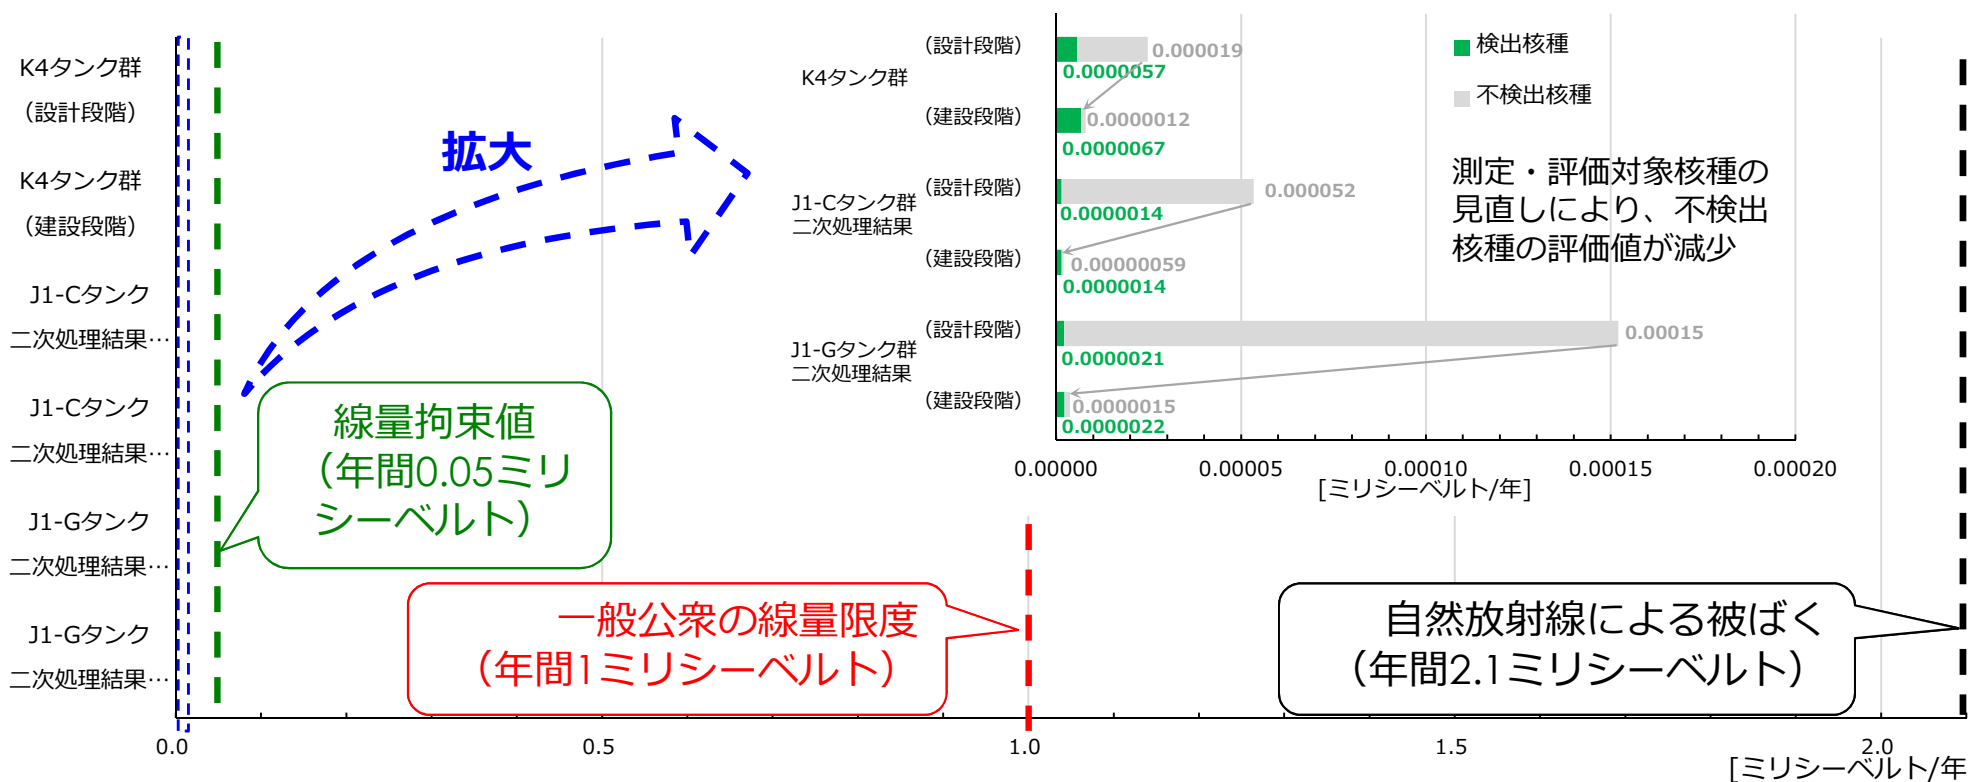 K4タンク群
(設計段階)
K4タンク群
(建設段階)
J1-Cタンク
二次処理結果…
J1-Cタンク
二次処理結果…
J1-Gタンク
二次処理結果…
J1-Gタンク
二次処理結果…
拡大
線量拘束値
（年間0.05ミリ
シーベルト）
一般公衆の線量限度
（年間1ミリシーベルト）
自然放射線による被ばく
（年間2.1ミリシーベルト）
0.0
0.5
1.0
1.5
2.0
[ミリシーベルト/年
K4タンク群
(設計段階)
0.000019
0.0000057
(建設段階)
0.0000012
0.0000067
J1-Cタンク群
二次処理結果
(設計段階)
0.000052
0.0000014
(建設段階)
0.00000059
0.0000014
J1-Gタンク群
二次処理結果
(設計段階)
0.00015
0.0000021
(建設段階)
0.0000015
0.0000022
0.00000
0.00005
0.00010
0.00015
0.00020
[ミリシーベルト/年]
検出核種
不検出核種
測定・評価対象核種の
見直しにより、不検出
核種の評価値が減少